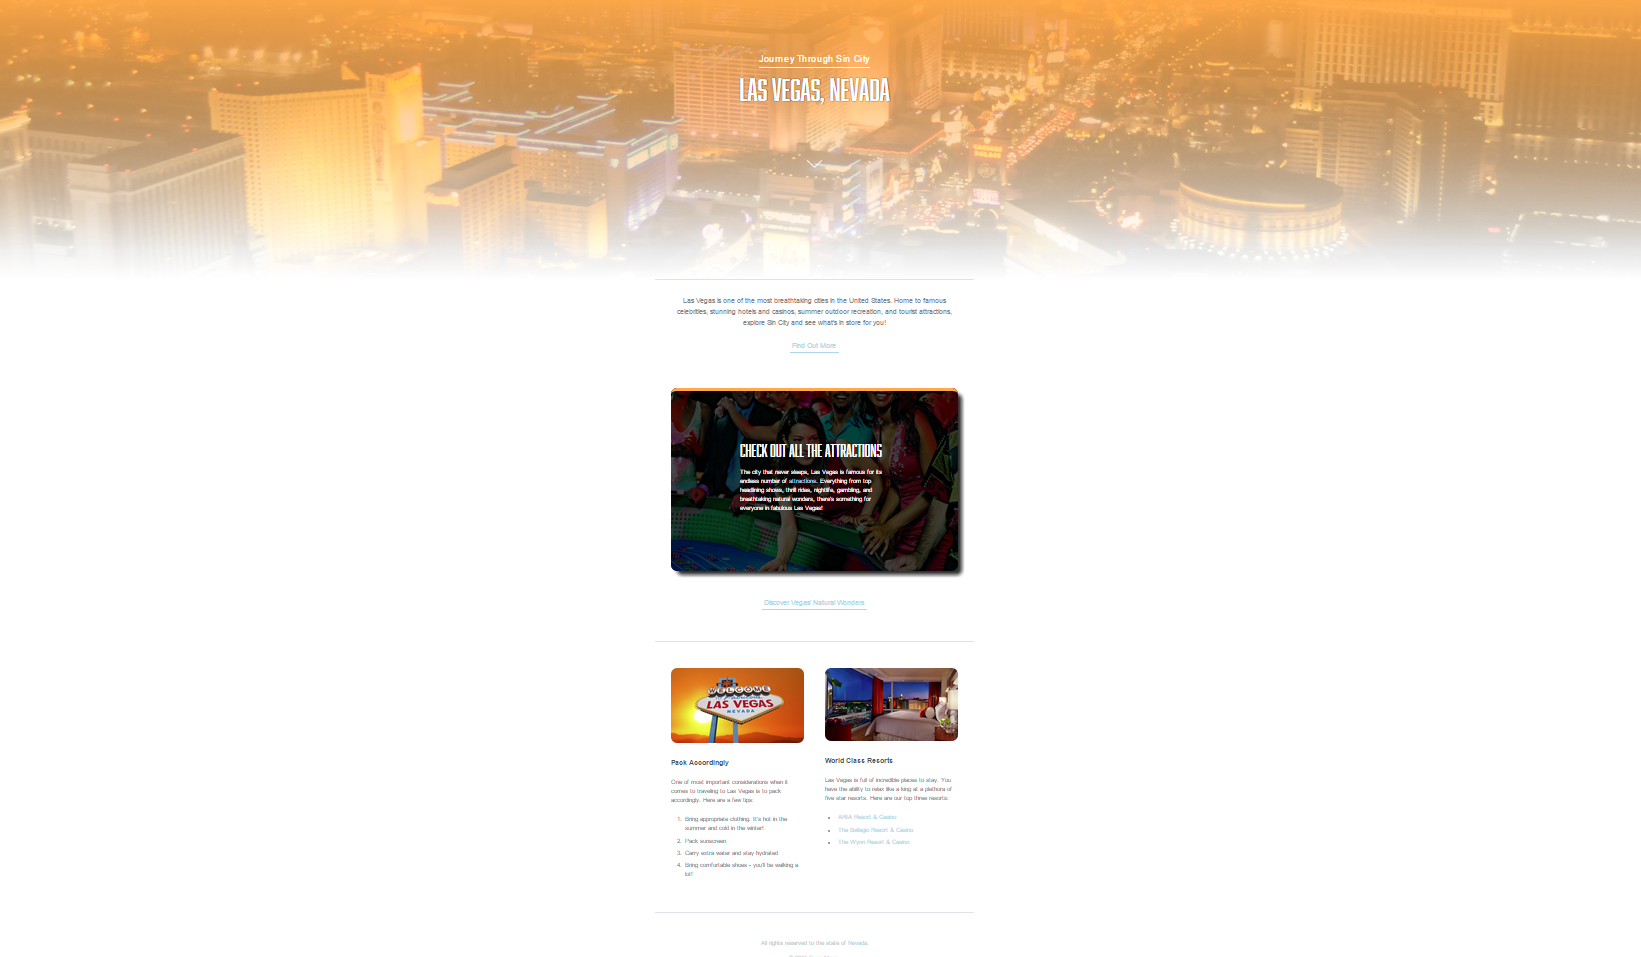 Journey Through Sin City
LAS VEGAS, NEVADA
CAESARS
PALACE
Las Vegas is one of the most breathtaking cities in the United States. Home to famous
celebrities, stunning hotels and casinos, summer outdoor recreation, and tourist attractions,
explore Sin City and see what's in store for you!
Find Out More
CHECK OUT ALL THE ATTRACTIONS
The city that never sleeps, Las Vegas is famous for its
endless number of attractions. Everything from top
headlining shows, thrill rides, nightlife, gambling, and
breathtaking natural wonders, there's something for
everyone in fabulous Las Vegas!
Discover Vegas' Natural Wonders
WELCOME
LAS VEGAS
NEVADA
Pack Accordingly
One of most important considerations when it
comes to traveling to Las Vegas is to pack
accordingly. Here are a few tips:
1. Bring appropriate clothing. It's hot in the
summer and cold in the winter!
2. Pack sunscreen
3. Carry extra water and stay hydrated
4. Bring comfortable shoes - you'll be walking a
lot!
World Class Resorts
Las Vegas is full of incredible places to stay. You
have the ability to relax like a king at a plethora of
five star resorts. Here are our top three resorts.
• ARIA Resort & Casino
• The Bellagio Resort & Casino
• The Wynn Resort & Casino
All rights reserved to the state of Nevada.